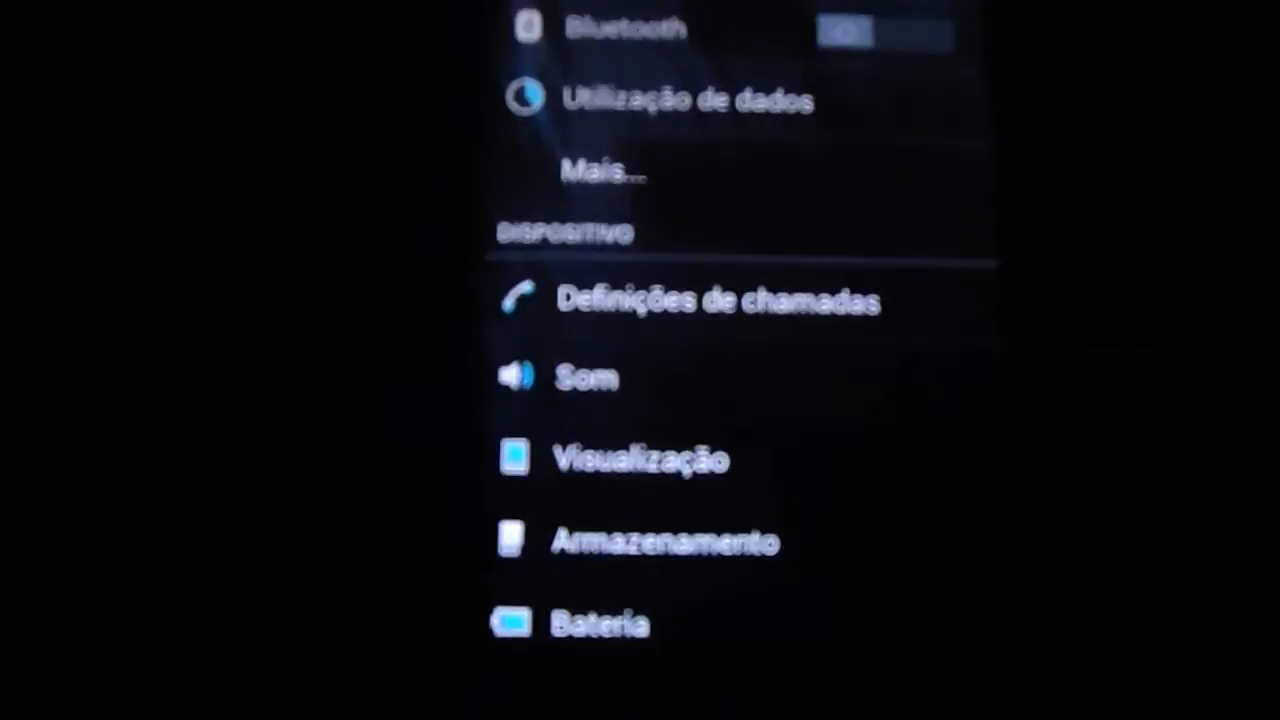 Bluetooth
Utilização de dados
Mais...
DISPOSITIVO
Definições de chamadas
Som
Visualização
Armazenamento
Bateria